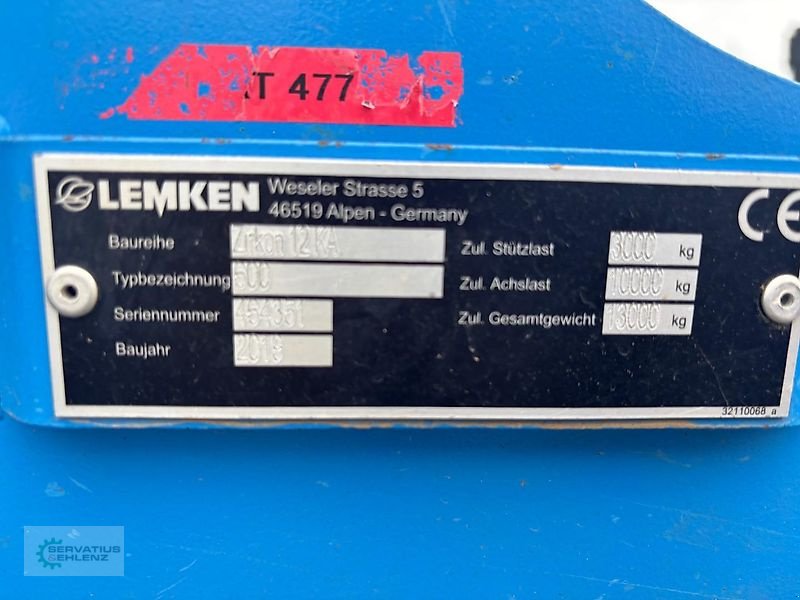 T 477
LEMKEN
Weseler Strasse 5
46519 Alpen - Germany
CE
Baureihe Zirkon 12 KA
Typbezeichnung 500
Seriennummer 454351
Baujahr 2019
Zul. Stützlast 3000 kg
Zul. Achslast 10000 kg
Zul. Gesamtgewicht 13000 kg
32110068 a
SERVATIUS
&EHLENZ